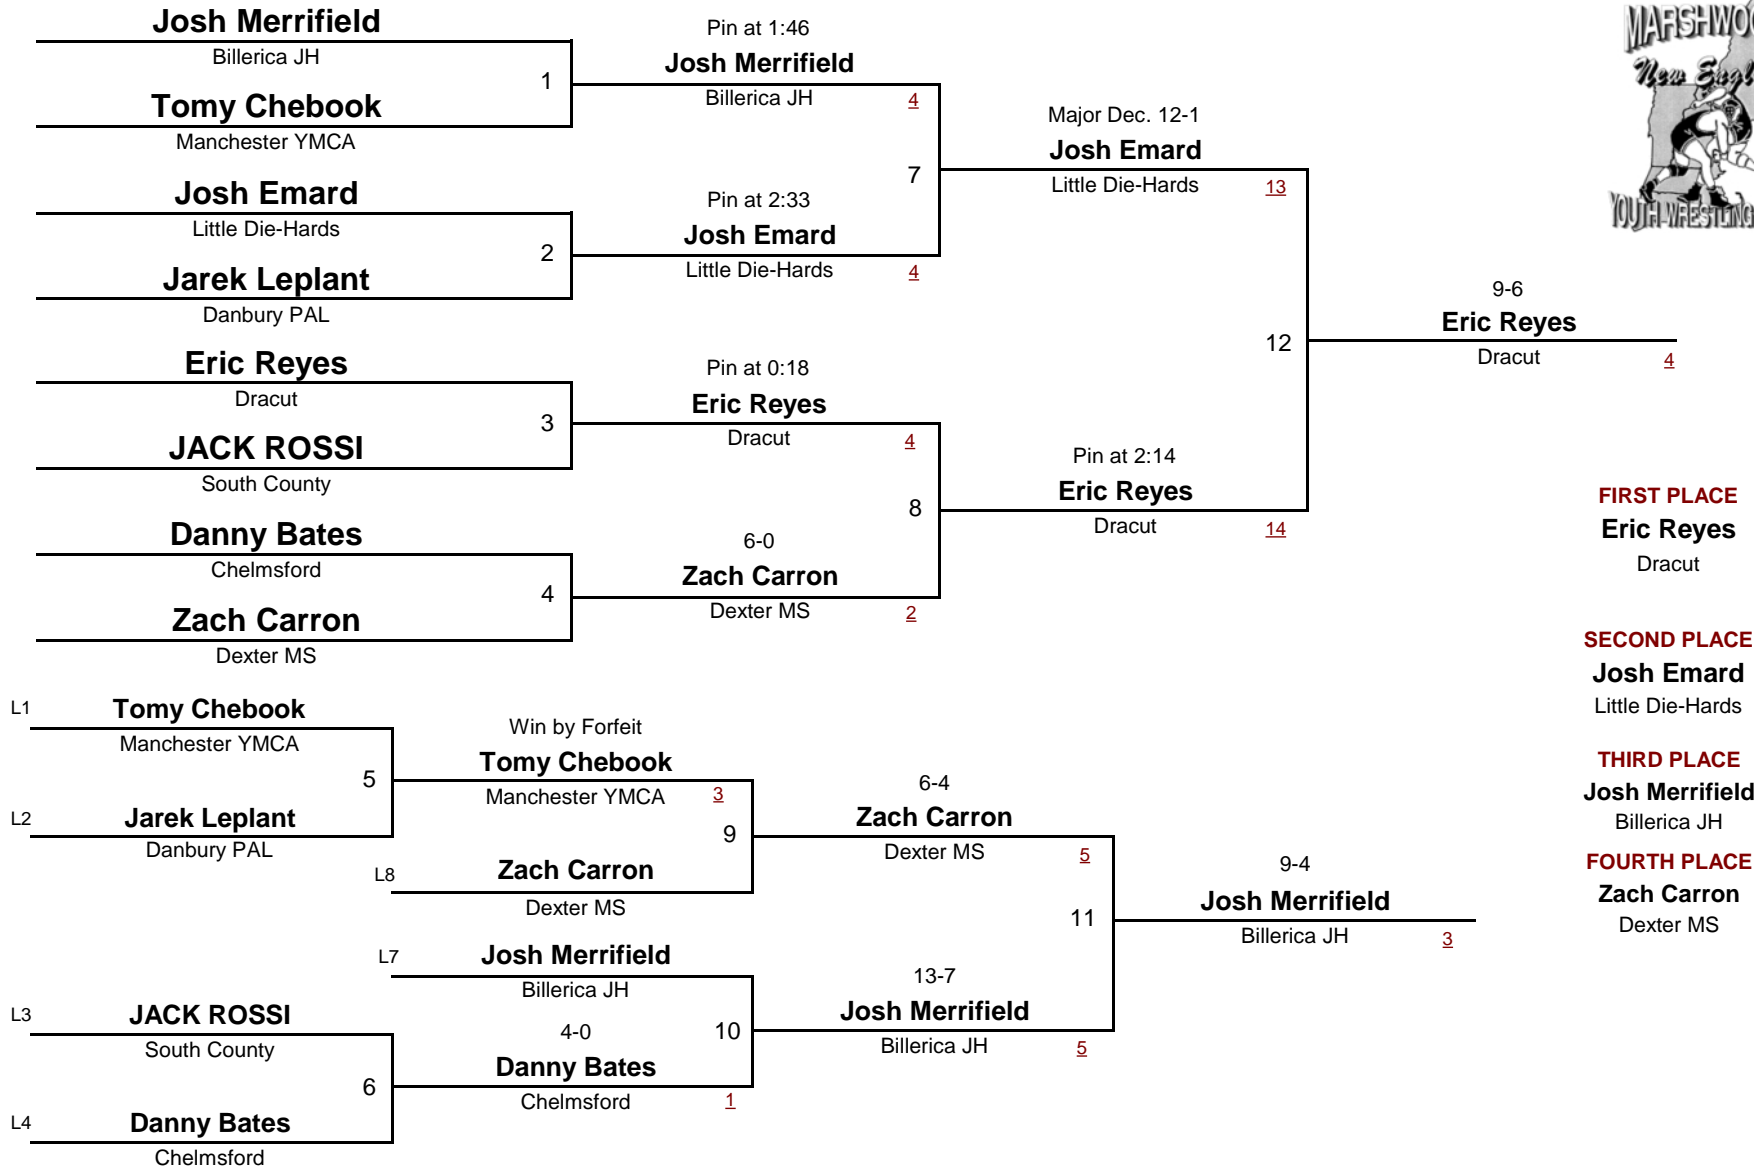 Josh Merrifield
Billerica JH
1
Tomy Chebook
Manchester YMCA
Josh Emard
Little Die-Hards
2
Jarek Leplant
Danbury PAL
Eric Reyes
Dracut
3
JACK ROSSI
South County
Danny Bates
Chelmsford
4
Zach Carron
Dexter MS
Pin at 1:46
Josh Merrifield
Billerica JH 4
7
Pin at 2:33
Josh Emard
Little Die-Hards 4
Pin at 0:18
Eric Reyes
Dracut 4
8
6-0
Zach Carron
Dexter MS 2
Major Dec. 12-1
Josh Emard
Little Die-Hards 13
12
Pin at 2:14
Eric Reyes
Dracut 14
9-6
Eric Reyes
Dracut 4
New
YOUTH WRESTLING
FIRST PLACE
Eric Reyes
Dracut
SECOND PLACE
Josh Emard
Little Die-Hards
THIRD PLACE
Josh Merrifield
Billerica JH
FOURTH PLACE
Zach Carron
Dexter MS
L1 Tomy Chebook
Manchester YMCA
5
L2 Jarek Leplant
Danbury PAL
Win by Forfeit
Tomy Chebook
Manchester YMCA 3
9
L8 Zach Carron
Dexter MS
L7 Josh Merrifield
Billerica JH
10
L3 JACK ROSSI
South County
6
L4 Danny Bates
Chelmsford
4-0
Danny Bates
Chelmsford 1
6-4
Zach Carron
Dexter MS 5
11
13-7
Josh Merrifield
Billerica JH 5
9-4
Josh Merrifield
Billerica JH 3